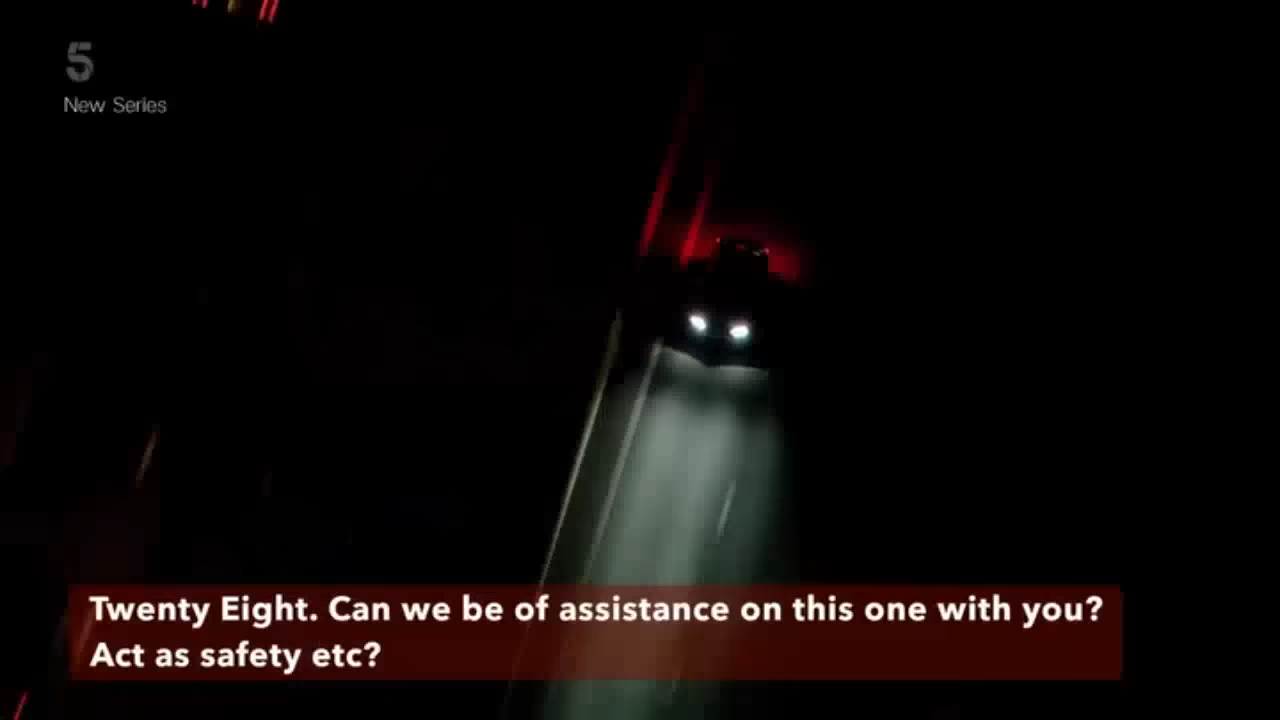 5
New Series
Twenty Eight. Can we be of assistance on this one with you?
Act as safety etc?